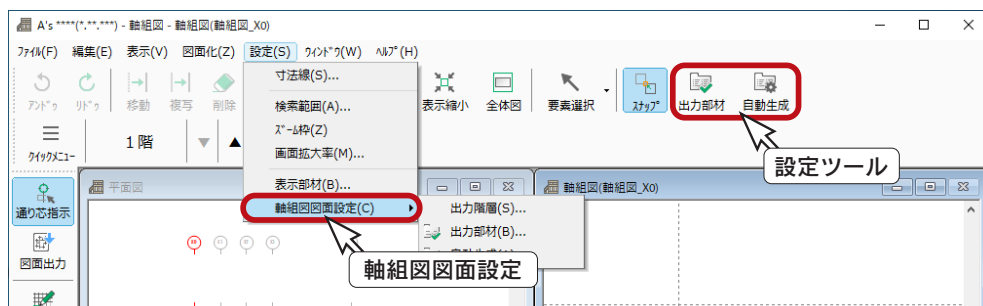 A's ****(*.**.***) - 軸組図 - 軸組図(軸組図_X0)
ﾌｧｲﾙ(F) 編集(E) 表示(V) 図面化(Z) 設定(S) ｳｨﾝﾄﾞｳ(W) ﾍﾙﾌﾟ(H)
ｱﾝﾄﾞｩ ﾘﾄﾞｩ 移動 複写 削除 表示縮小 全体図 要素選択 ｽﾅｯﾌﾟ 出力部材 自動生成
寸法線(S)...
検索範囲(A)...
ｽﾞｰﾑ枠(Z)
画面拡大率(M)...
表示部材(B)...
軸組図図面設定(C)
出力階層(S)...
出力部材(B)...
ｸｲｯｸﾒﾆｭｰ 1階
設定ツール
通り芯指示
図面出力
平面図
軸組図(軸組図_X0)
軸組図図面設定